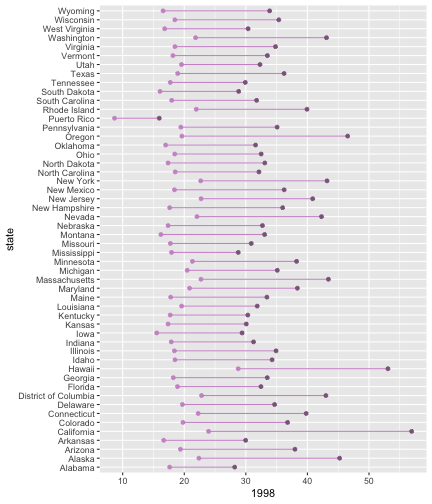 Wyoming
Wisconsin
West Virginia
Washington
Virginia
Vermont
Utah
Texas
Tennessee
South Dakota
South Carolina
Rhode Island
Puerto Rico
Pennsylvania
Oregon
Oklahoma
Ohio
North Dakota
North Carolina
New York
New Mexico
New Jersey
New Hampshire
Nevada
Nebraska
Montana
Missouri
Mississippi
Minnesota
Michigan
Massachusetts
Maryland
Maine
Louisiana
Kentucky
Kansas
Iowa
Indiana
Illinois
Idaho
Hawaii
Georgia
Florida
District of Columbia
Delaware
Connecticut
Colorado
California
Arkansas
Arizona
Alaska
Alabama
state
10 20 30 40 50
1998